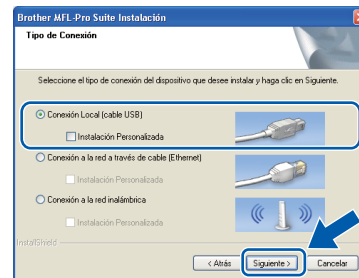 Brother MFL-Pro Suite Instalación
Tipo de Conexión
Seleccione el tipo de conexión del dispositivo que desee instalar y haga clic en Siguiente.
Conexión Local (cable USB)
Instalación Personalizada
Conexión a la red a través de cable (Ethernet)
Instalación Personalizada
Conexión a la red inalámbrica
Instalación Personalizada
InstallShield
< Atrás Siguiente > Cancelar